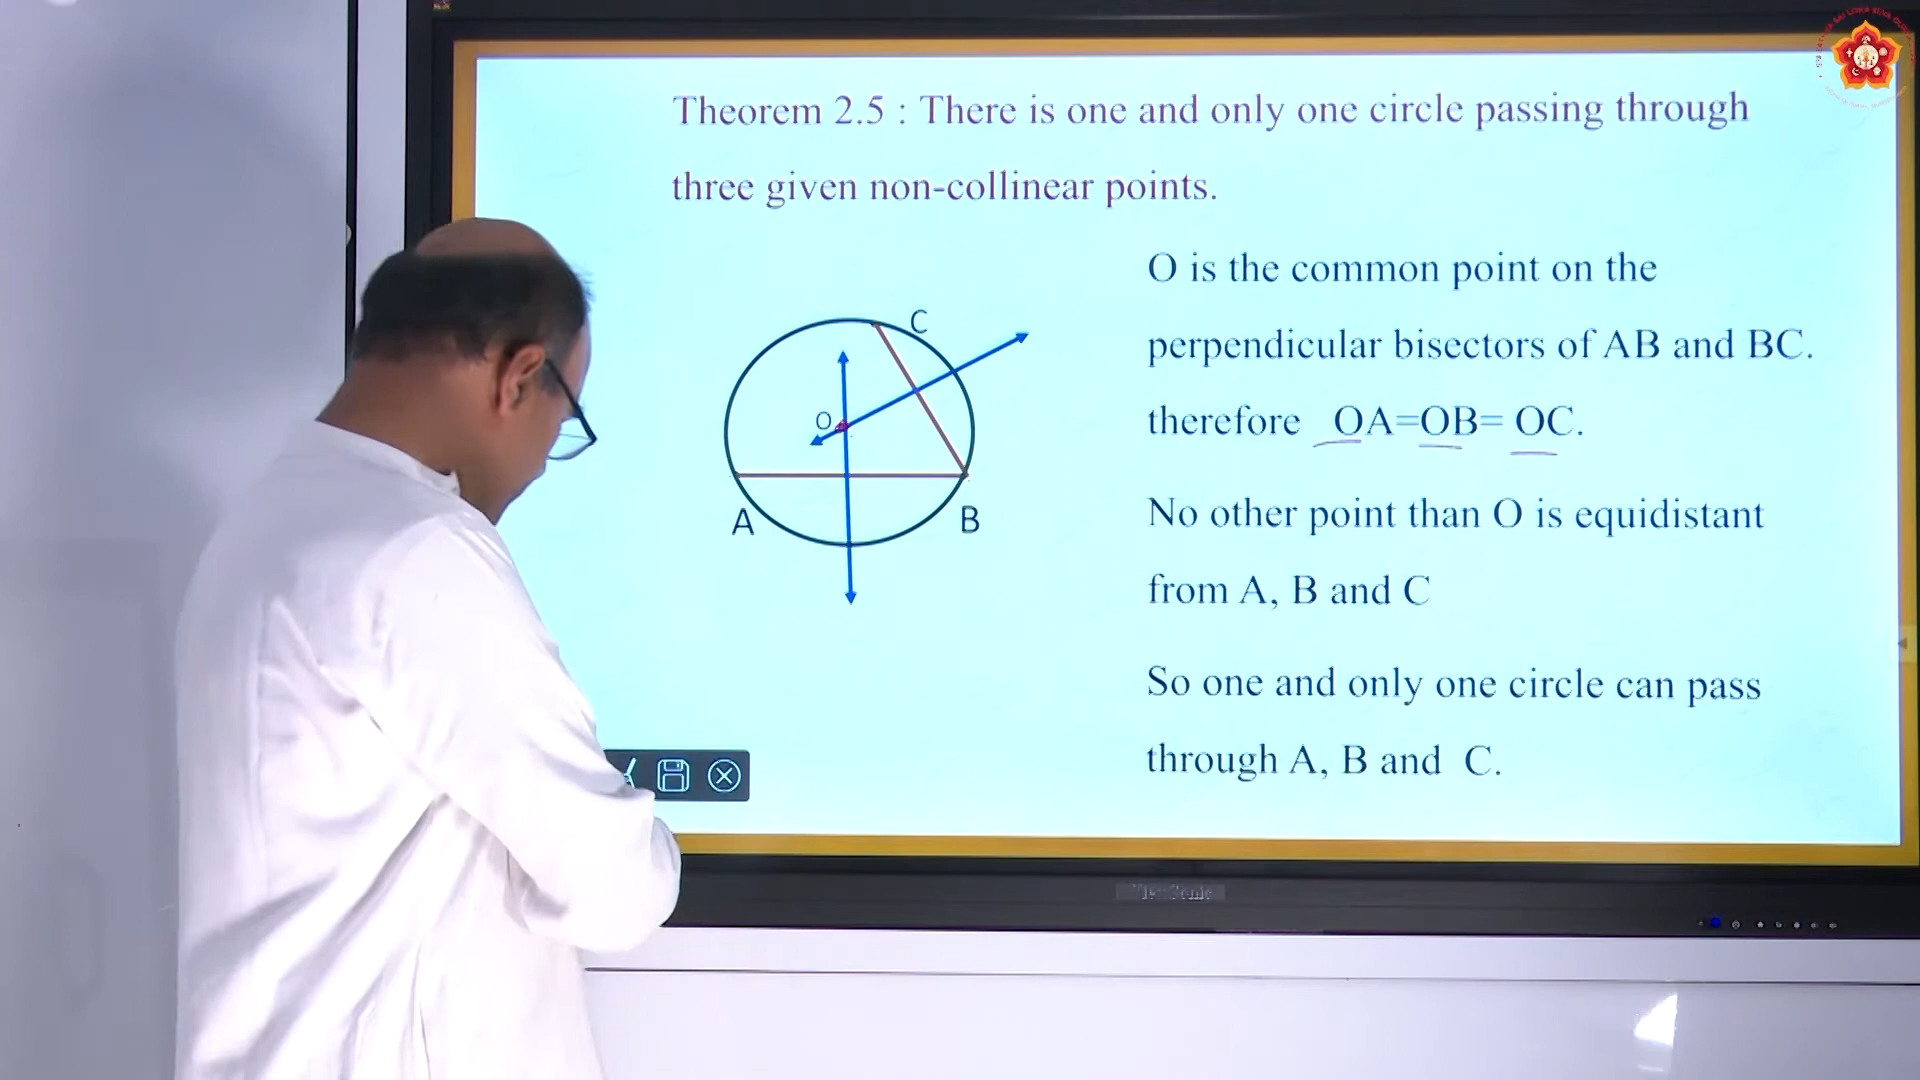 Theorem 2.5 : There is one and only one circle passing through
three given non-collinear points.
O is the common point on the
perpendicular bisectors of AB and BC.
therefore OA=OB= OC.
No other point than O is equidistant
from A, B and C
So one and only one circle can pass
through A, B and C.
C
O
A
B